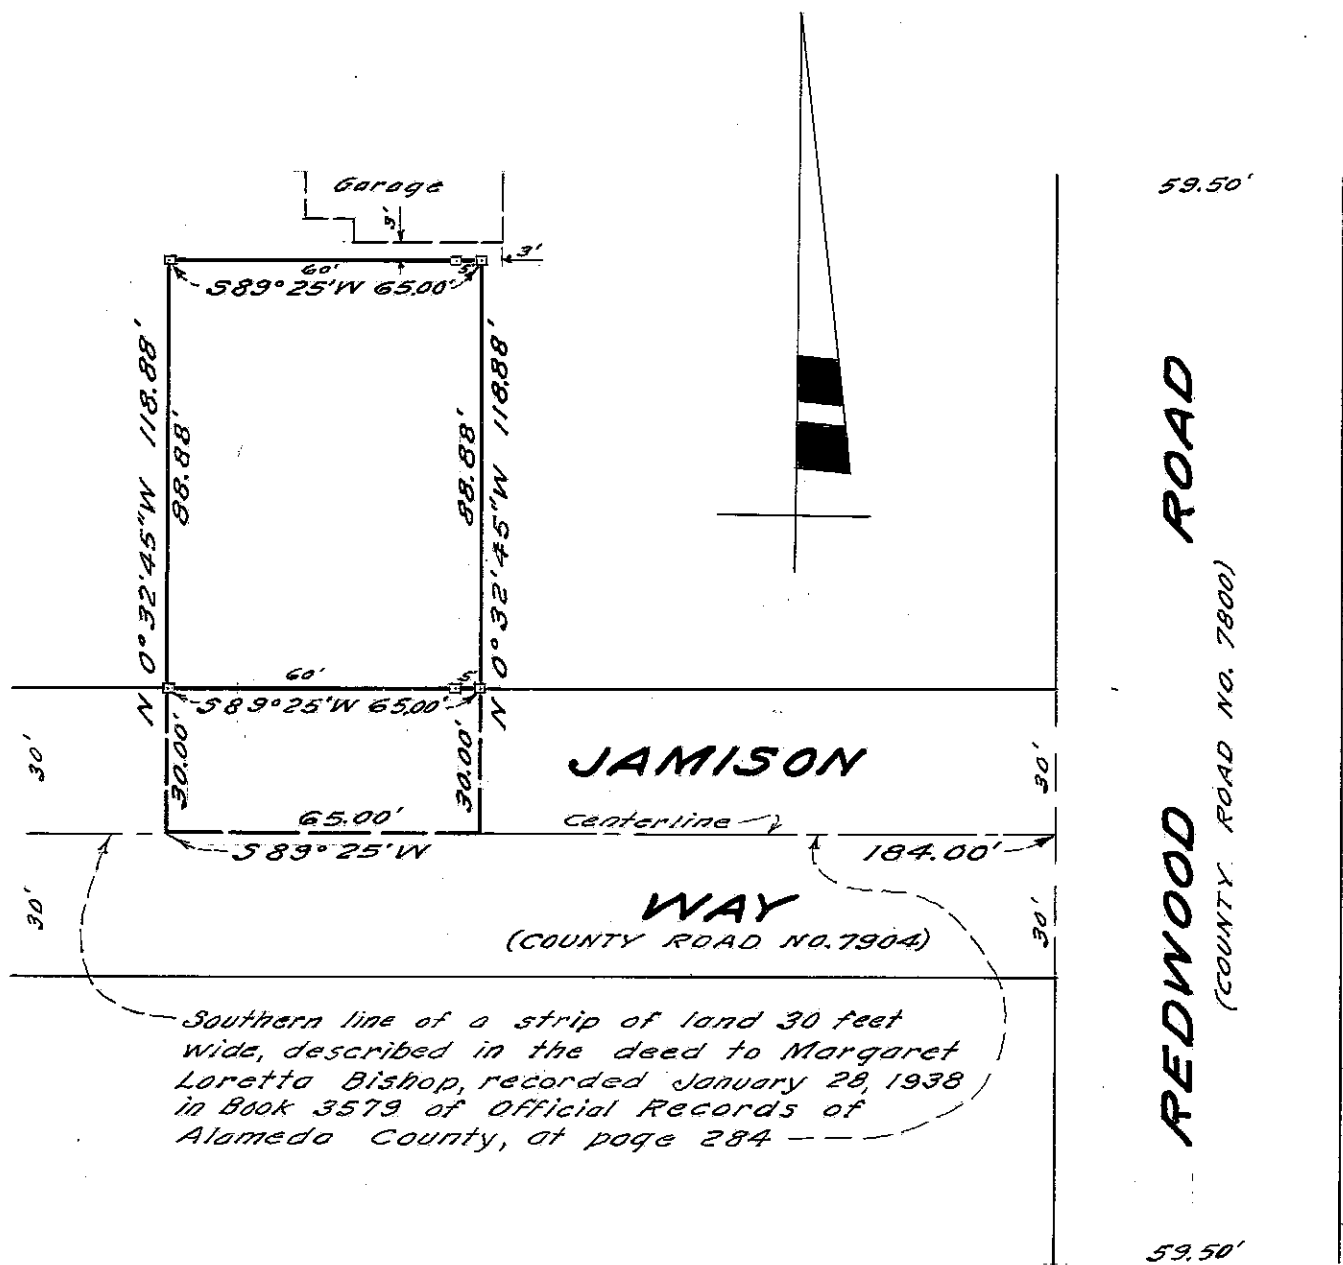 Garage
3'
3'
59.50'
60'
5'
S89°25'W 65.00'
N 0°32'45"W 118.88'
88.88'
88.88'
N 0°32'45"W 118.88'
60'
5'
S89°25'W 65.00'
30'
30.00'
30.00'
JAMISON
30'
65.00'
Centerline
S89°25'W
184.00'
30'
WAY
30'
(COUNTY ROAD NO. 7904)
REDWOOD ROAD
(COUNTY ROAD NO. 7800)
Southern line of a strip of land 30 feet
wide, described in the deed to Margaret
Loretta Bishop, recorded January 28, 1938
in Book 3579 of Official Records of
Alameda County, at page 284
59.50'